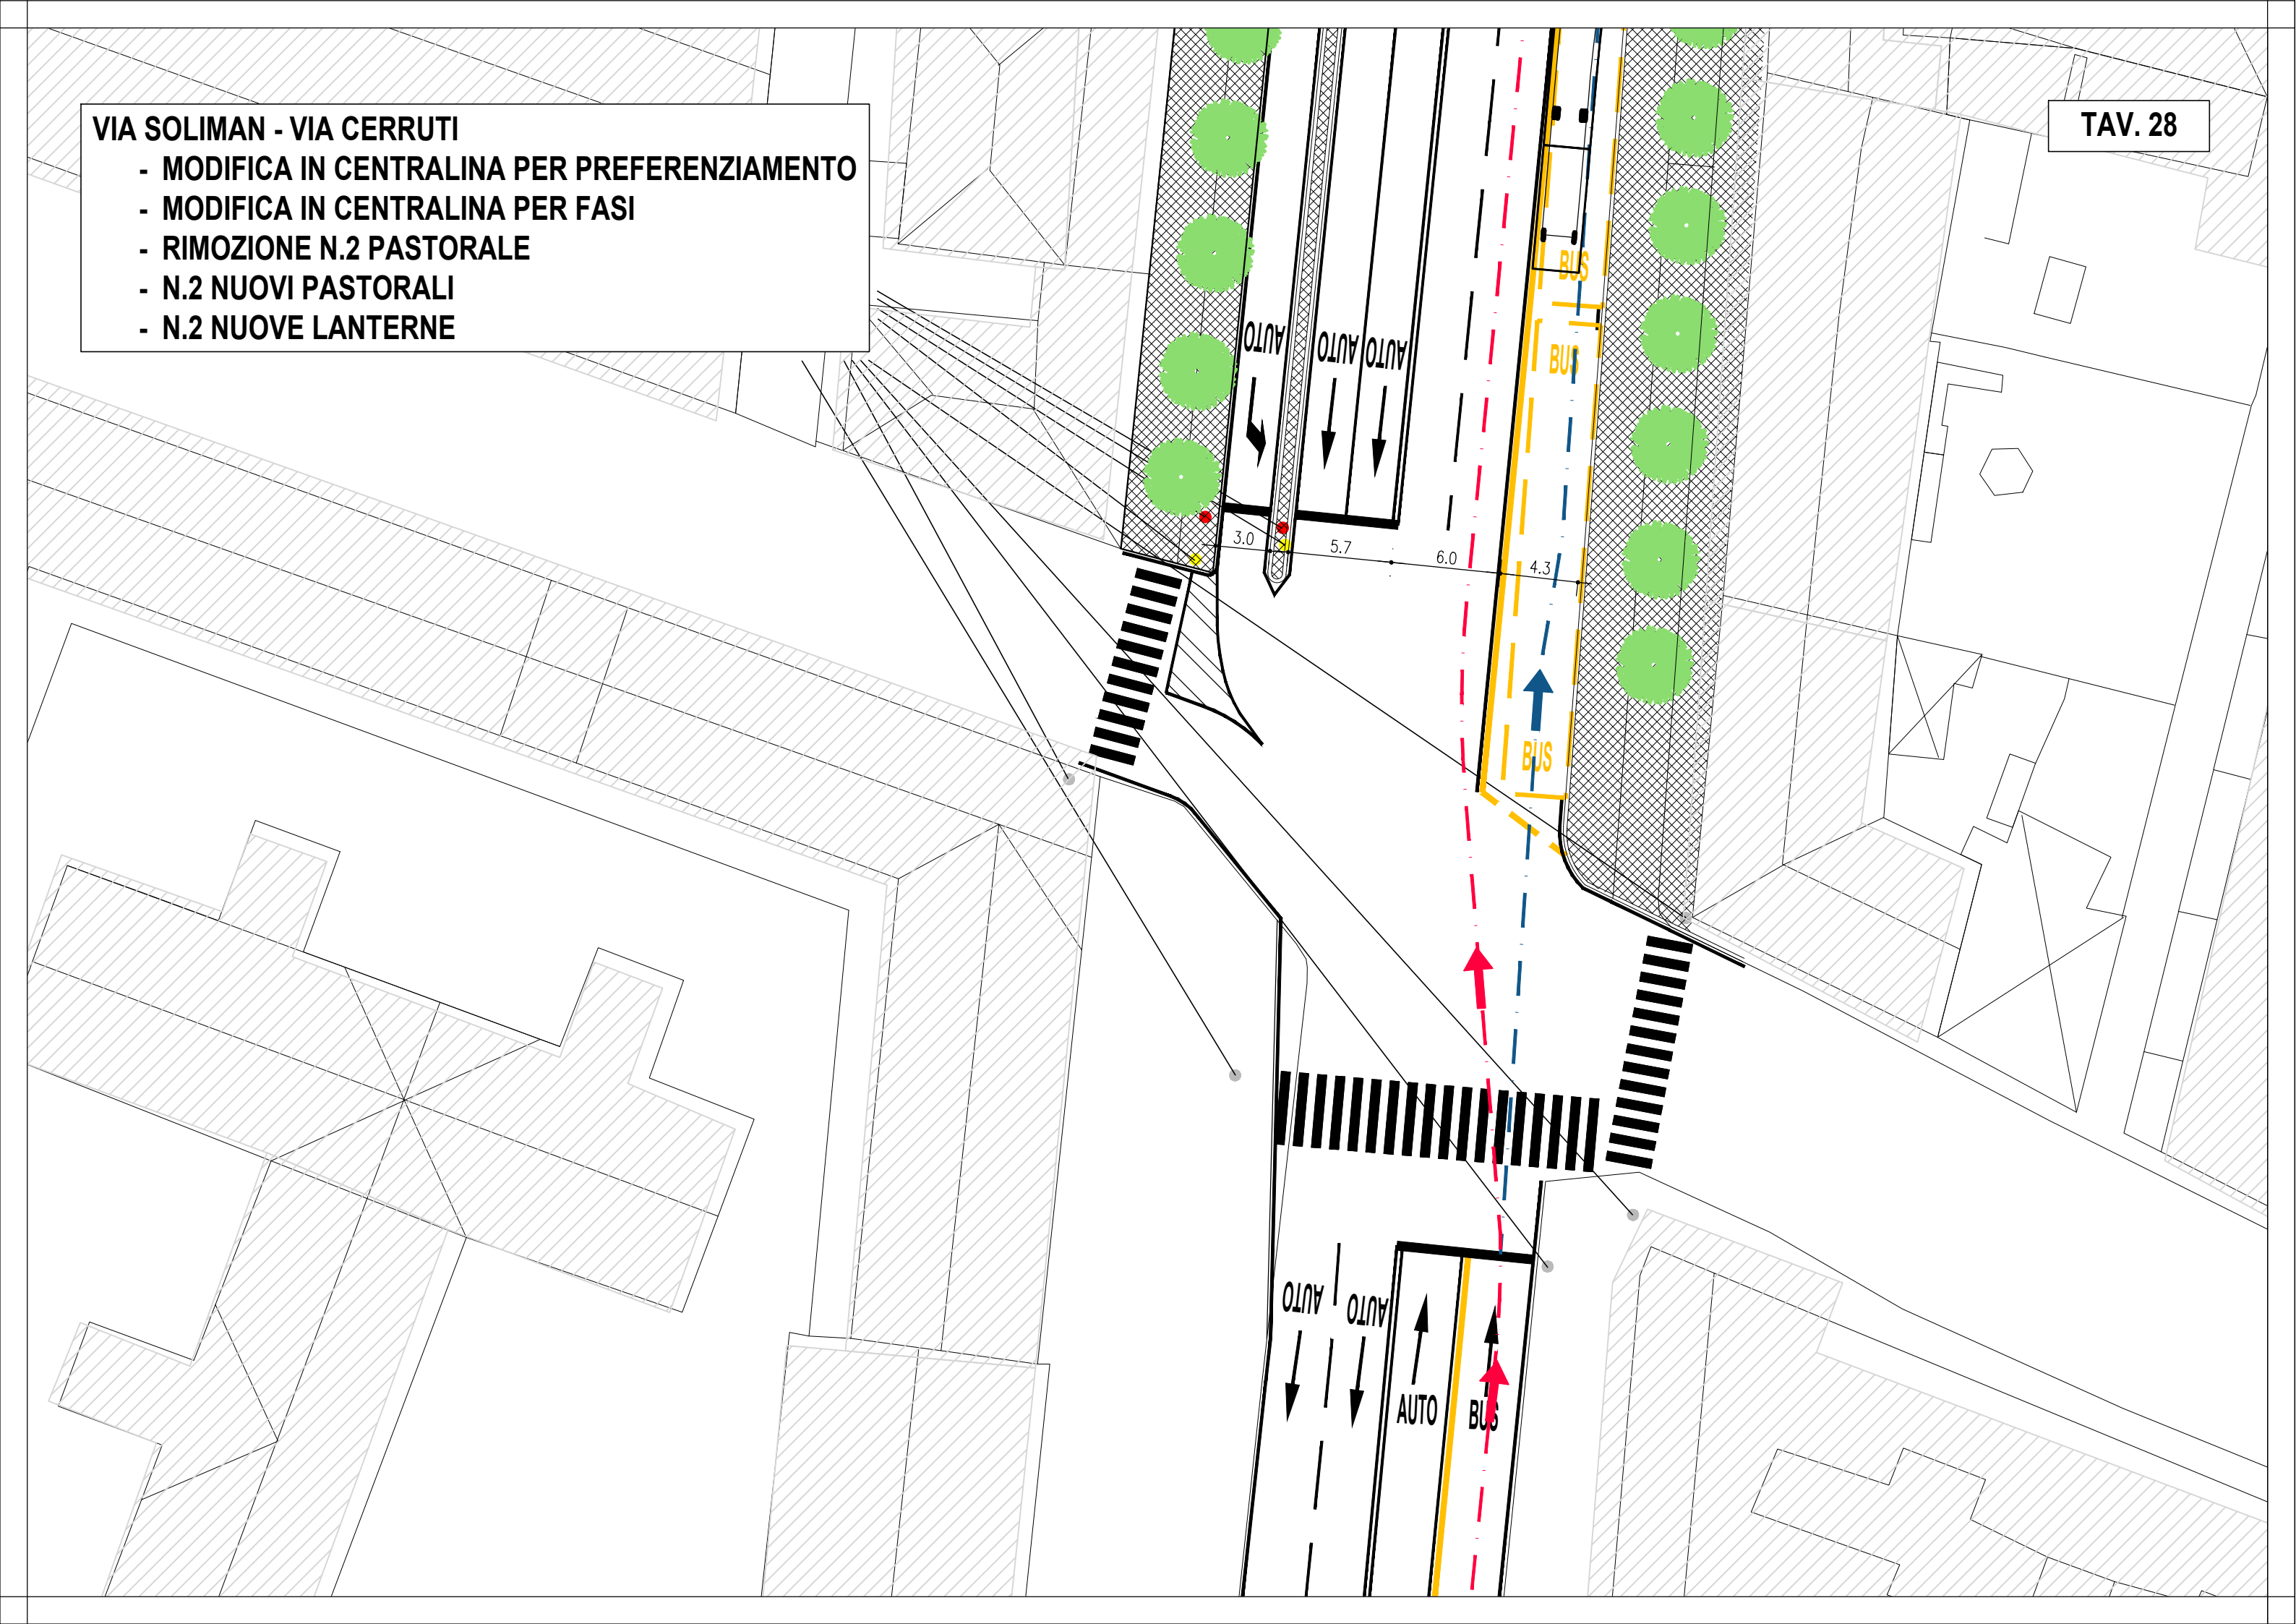 VIA SOLIMAN - VIA CERRUTI
- MODIFICA IN CENTRALINA PER PREFERENZIAMENTO
- MODIFICA IN CENTRALINA PER FASI
- RIMOZIONE N.2 PASTORALE
- N.2 NUOVI PASTORALI
- N.2 NUOVE LANTERNE
TAV. 28
BUS
AUTO
AUTO
AUTO
BUS
3.0
5.7
6.0
4.3
BUS
AUTO
AUTO
AUTO
BUS